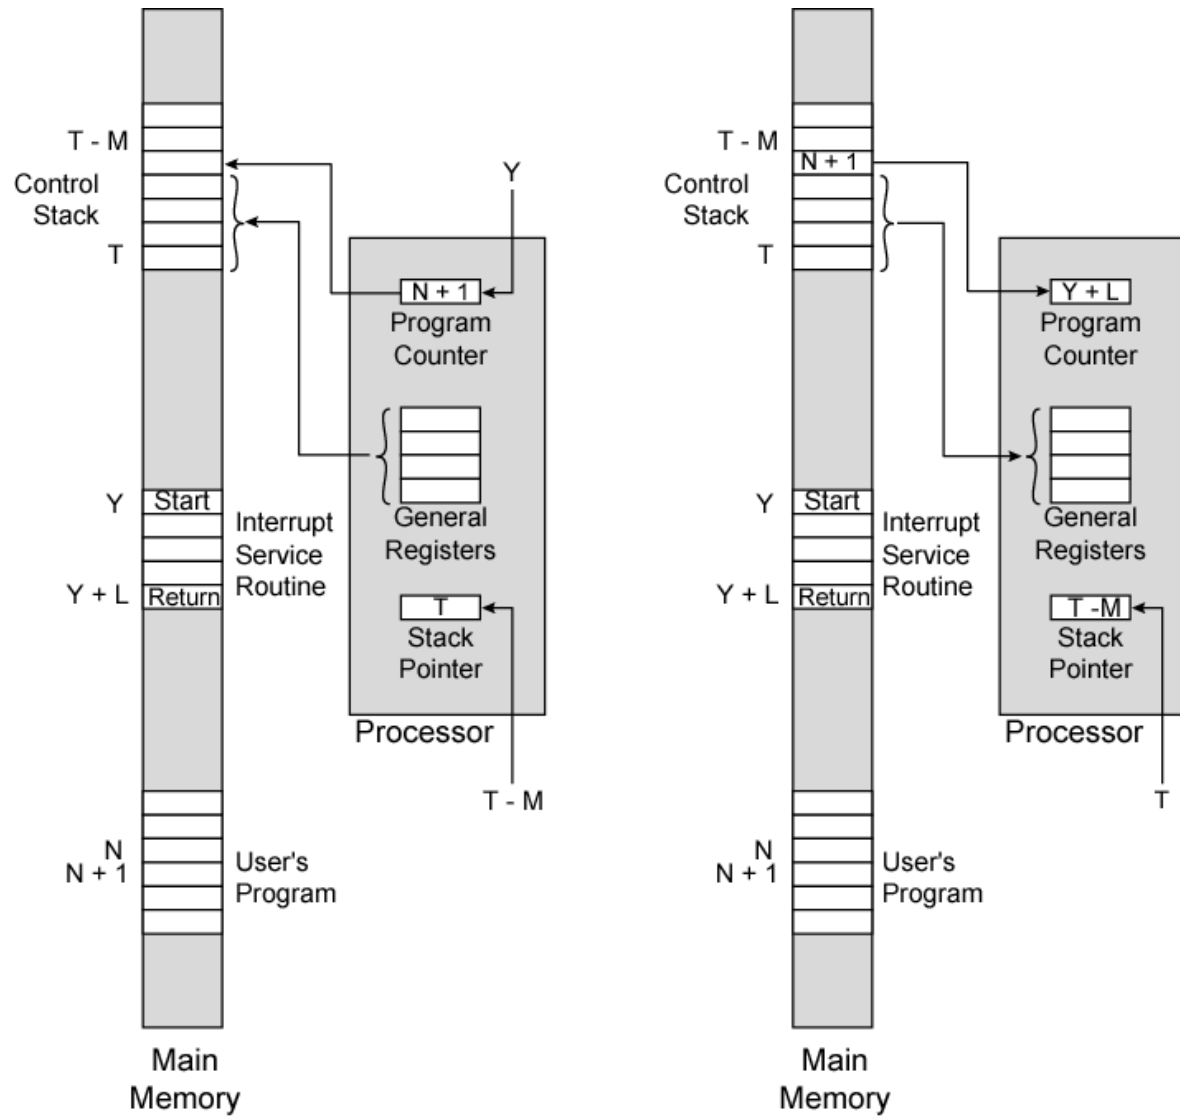 T - M
Control
Stack
T
Y
N + 1
Program
Counter
General
Registers
T
Stack
Pointer
Processor
T - M
Y
Start
Interrupt
Service
Routine
Y + L
Return
N
N + 1
User's
Program
Main
Memory
T - M
N + 1
Control
Stack
T
Y + L
Program
Counter
General
Registers
T -M
Stack
Pointer
Processor
T
Y
Start
Interrupt
Service
Routine
Y + L
Return
N
N + 1
User's
Program
Main
Memory